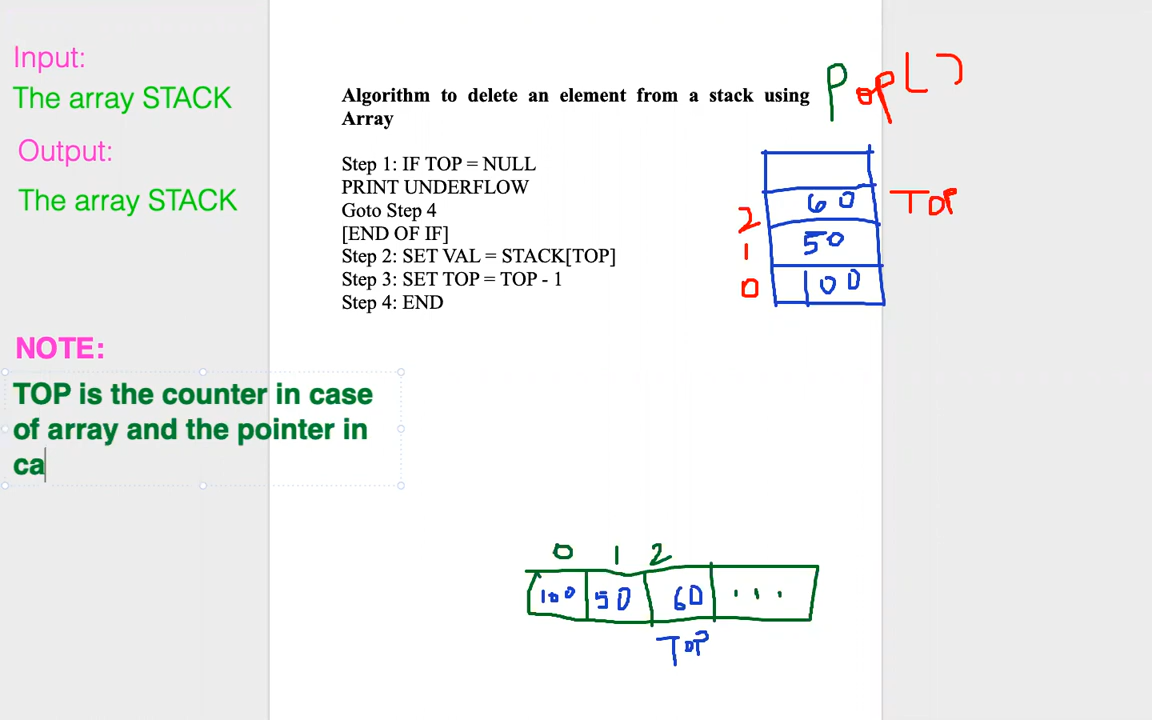 Input:
The array STACK
Output:
The array STACK
NOTE:
TOP is the counter in case
of array and the pointer in
ca
Algorithm to delete an element from a stack using
Array
Step 1: IF TOP = NULL
PRINT UNDERFLOW
Goto Step 4
[END OF IF]
Step 2: SET VAL = STACK[TOP]
Step 3: SET TOP = TOP - 1
Step 4: END
Pop( )
60 TOP
2
50
1
100
0
0 1 2
100 50 60 ...
TOP